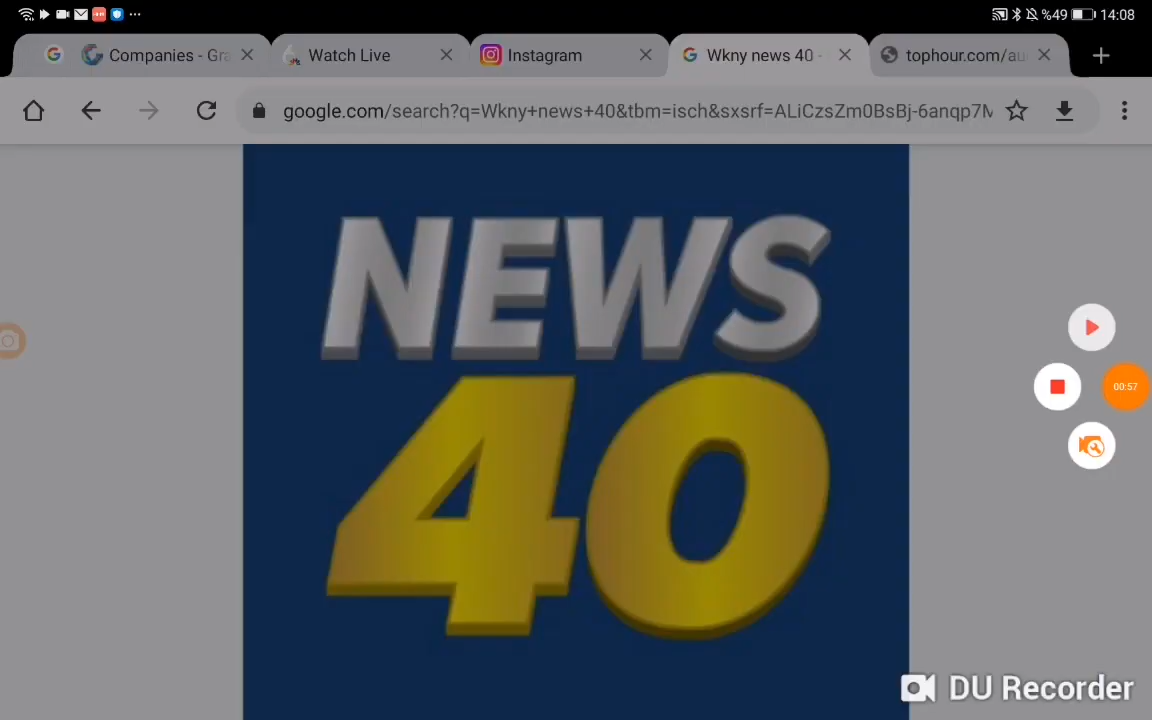 %49 14:08
Companies - Gra
Watch Live
Instagram
Wkny news 40 -
tophour.com/au
google.com/search?q=Wkny+news+40&tbm=isch&sxsrf=ALiCzsZm0BsBj-6anqp7M
NEWS
40
00:57
DU Recorder